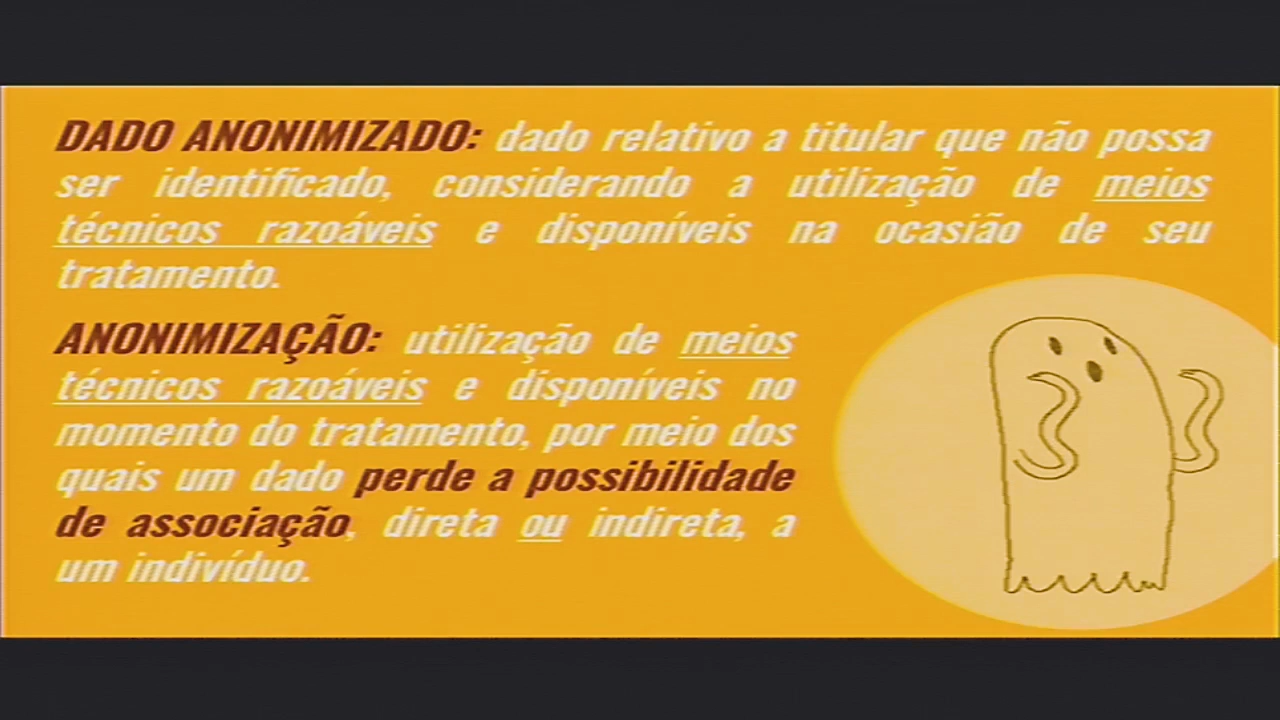 DADO ANONIMIZADO: dado relativo a titular que não possa
ser identificado, considerando a utilização de meios
técnicos razoáveis e disponíveis na ocasião de seu
tratamento.
ANONIMIZAÇÃO: utilização de meios
técnicos razoáveis e disponíveis no
momento do tratamento, por meio dos
quais um dado perde a possibilidade
de associação, direta ou indireta, a
um indivíduo.